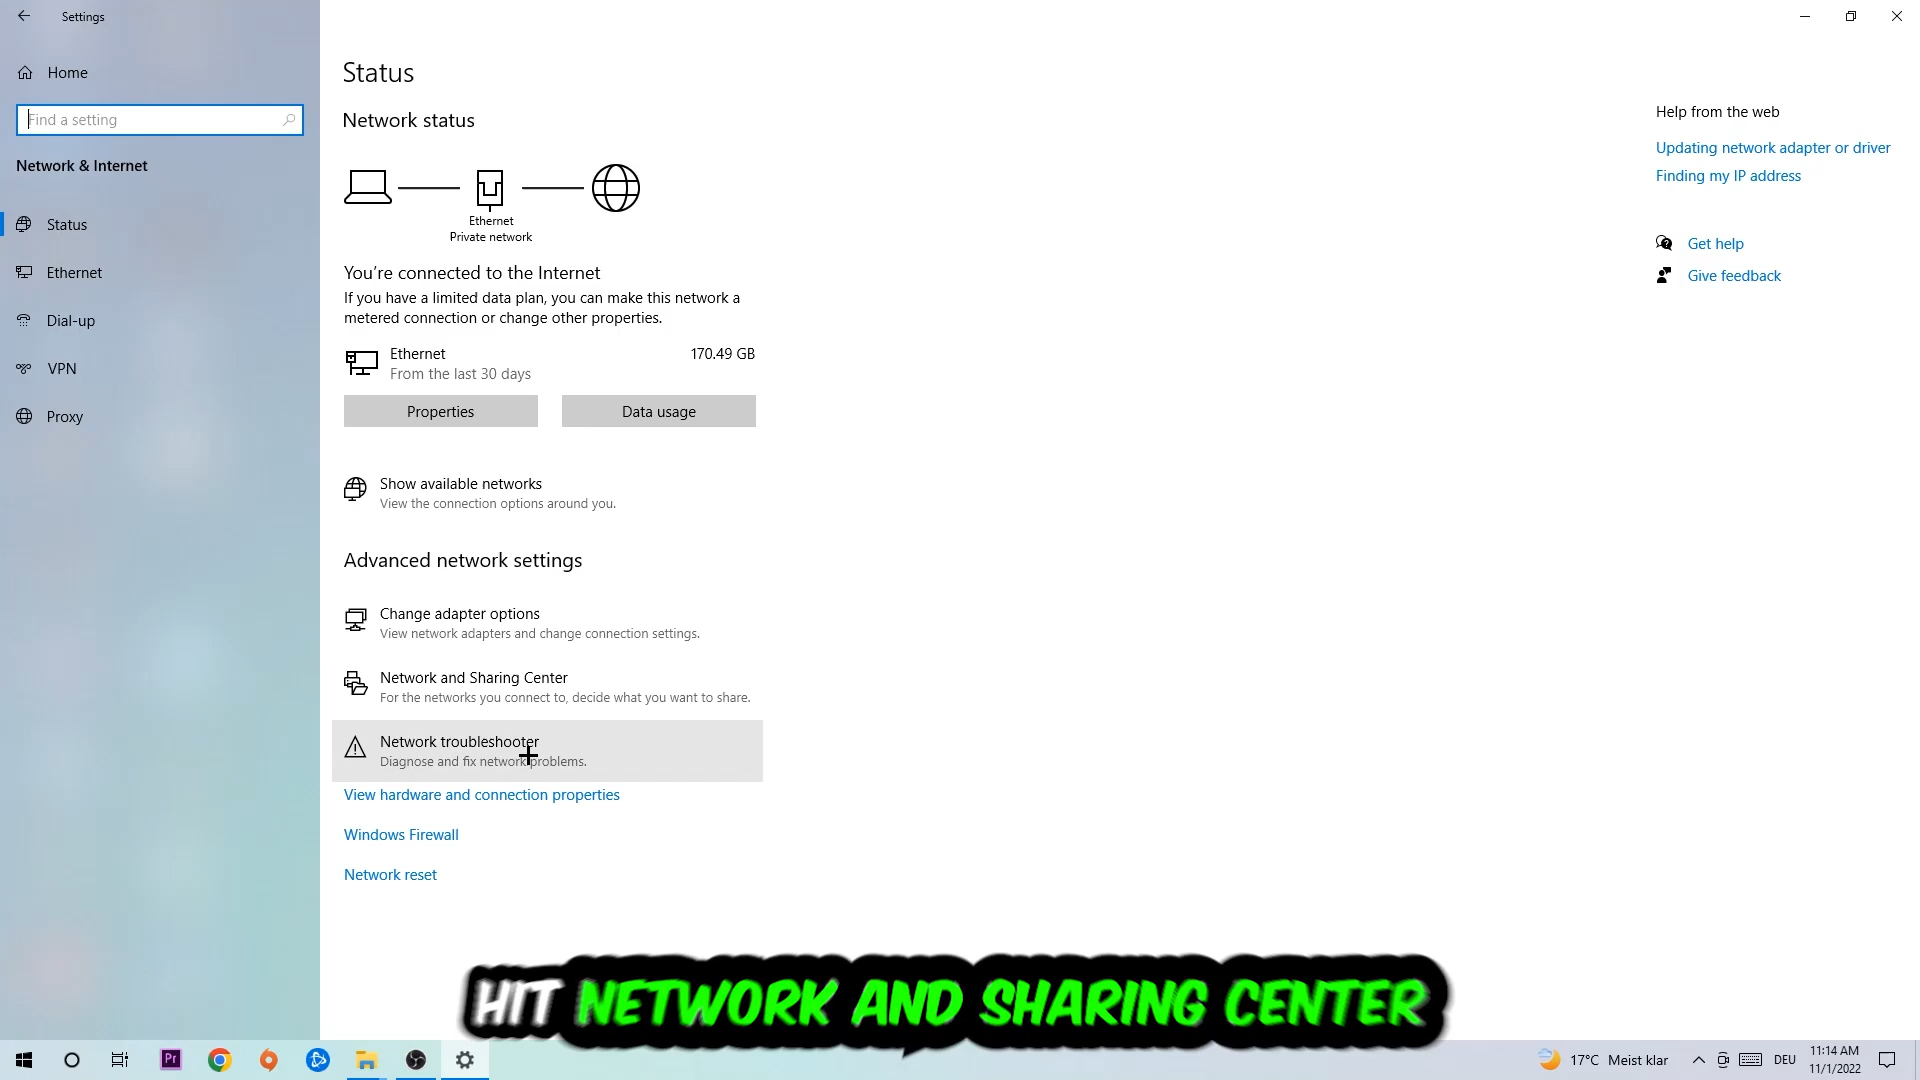 Settings
Home
Find a setting
Network & Internet
Status
Ethernet
Dial-up
VPN
Proxy
Status
Network status
Ethernet
Private network
You're connected to the Internet
If you have a limited data plan, you can make this network a
metered connection or change other properties.
Ethernet
170.49 GB
From the last 30 days
Properties
Data usage
Show available networks
View the connection options around you.
Advanced network settings
Change adapter options
View network adapters and change connection settings.
Network and Sharing Center
For the networks you connect to, decide what you want to share.
Network troubleshooter
Diagnose and fix network problems.
View hardware and connection properties
Windows Firewall
Network reset
Help from the web
Updating network adapter or driver
Finding my IP address
Get help
Give feedback
HIT NETWORK AND SHARING CENTER
Pr
17°C Meist klar
DEU
11:14 AM
11/1/2022